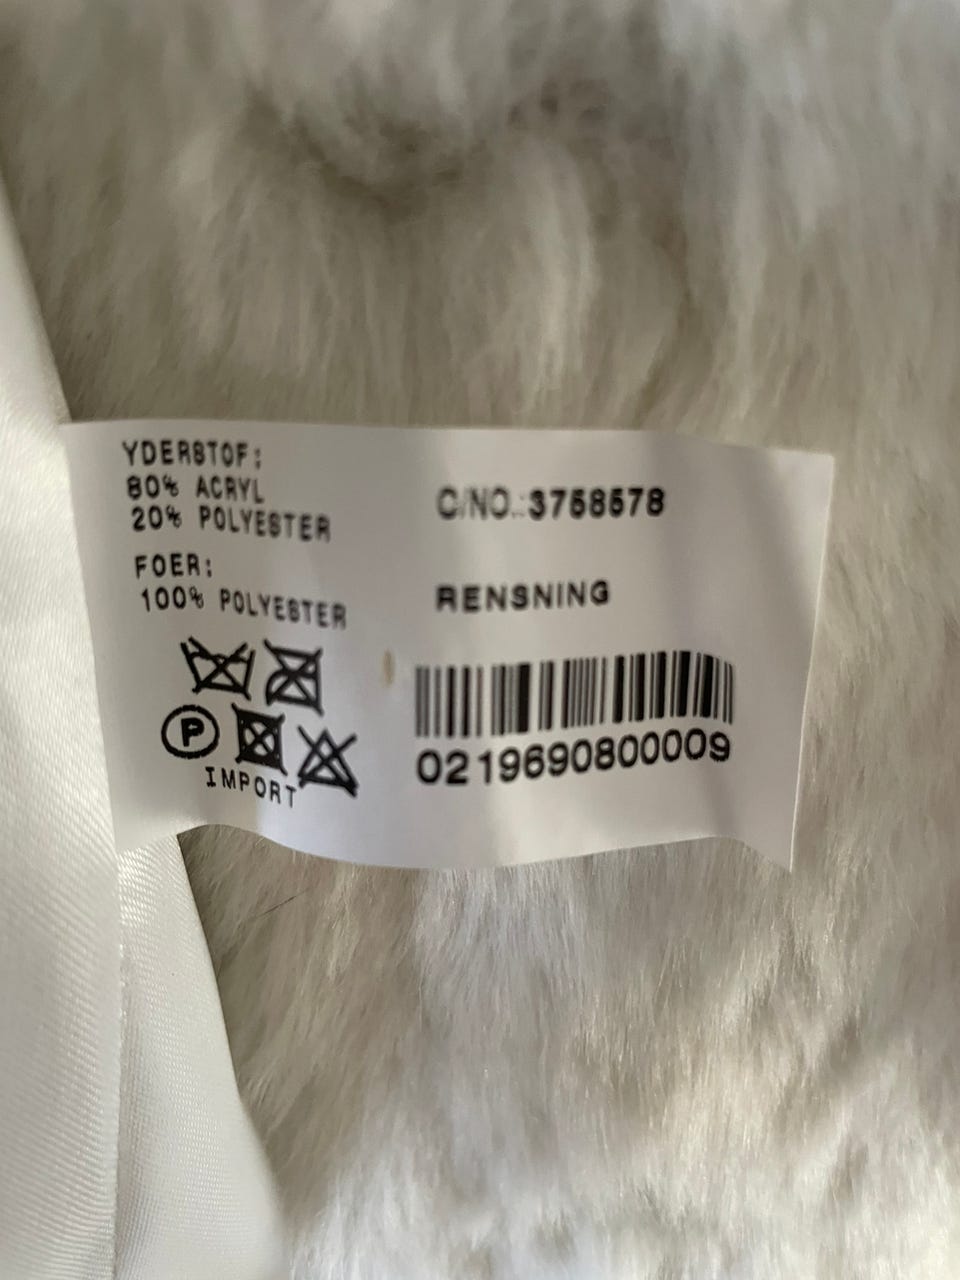 YDERSTOF:
80% ACRYL
20% POLYESTER
FOER:
100% POLYESTER
P
IMPORT
C/NO.:3758578
RENSNING
0219690800009